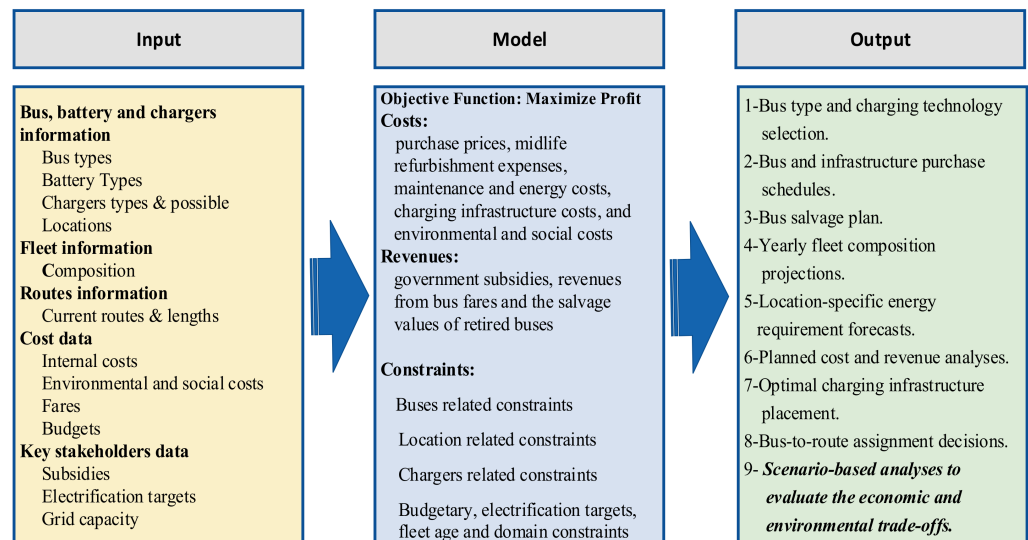 Input
Bus, battery and chargers
information
Bus types
Battery Types
Chargers types & possible
Locations
Fleet information
Composition
Routes information
Current routes & lengths
Cost data
Internal costs
Environmental and social costs
Fares
Budgets
Key stakeholders data
Subsidies
Electrification targets
Grid capacity
Model
Objective Function: Maximize Profit
Costs:
purchase prices, midlife
refurbishment expenses,
maintenance and energy costs,
charging infrastructure costs, and
environmental and social costs
Revenues:
government subsidies, revenues
from bus fares and the salvage
values of retired buses
Constraints:
Buses related constraints
Location related constraints
Chargers related constraints
Budgetary, electrification targets,
fleet age and domain constraints
Output
1-Bus type and charging technology
selection.
2-Bus and infrastructure purchase
schedules.
3-Bus salvage plan.
4-Yearly fleet composition
projections.
5-Location-specific energy
requirement forecasts.
6-Planned cost and revenue analyses.
7-Optimal charging infrastructure
placement.
8-Bus-to-route assignment decisions.
9- Scenario-based analyses to
evaluate the economic and
environmental trade-offs.